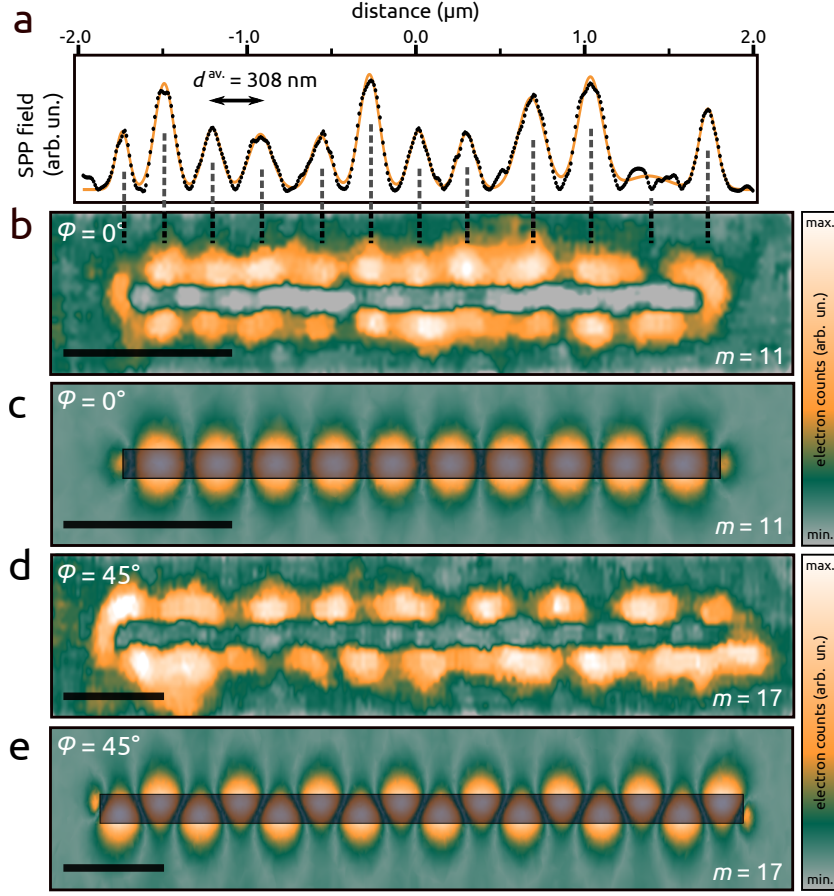 a
distance (µm)
-2.0 -1.0 0.0 1.0 2.0
d av. = 308 nm
SPP field
(arb. un.)
b
φ = 0°
m = 11
max.
electron counts (arb. un.)
min.
c
φ = 0°
m = 11
d
φ = 45°
m = 17
max.
electron counts (arb. un.)
min.
e
φ = 45°
m = 17